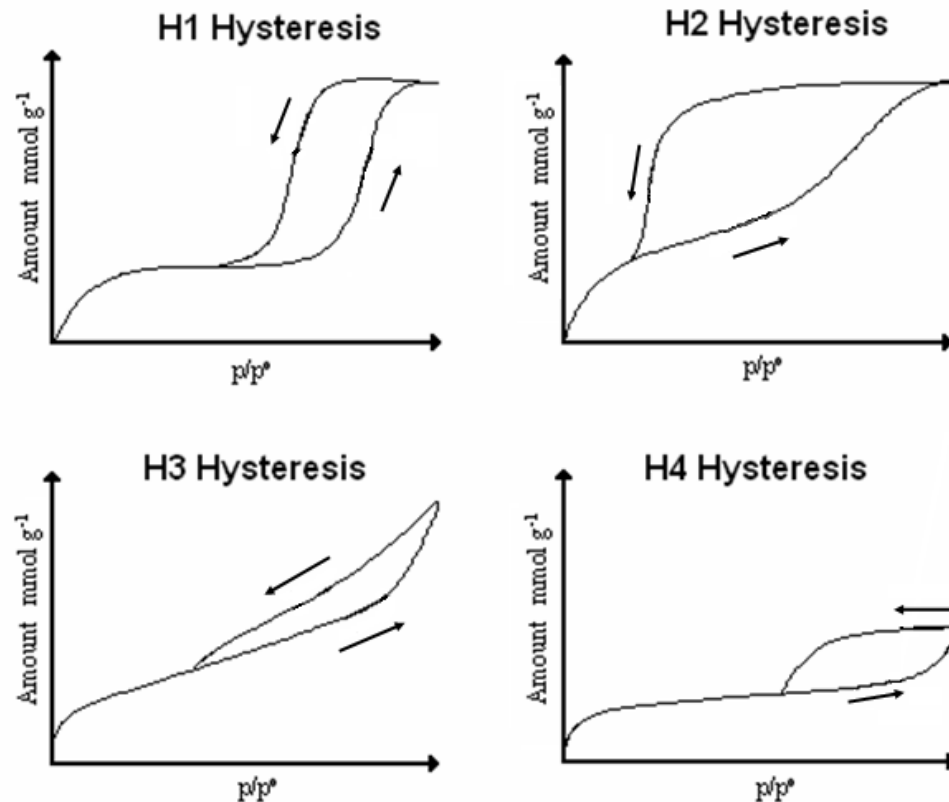 H1 Hysteresis
Amount mmol g⁻¹
p/p°
H2 Hysteresis
Amount mmol g⁻¹
p/p°
H3 Hysteresis
Amount mmol g⁻¹
p/p°
H4 Hysteresis
Amount mmol g⁻¹
p/p°